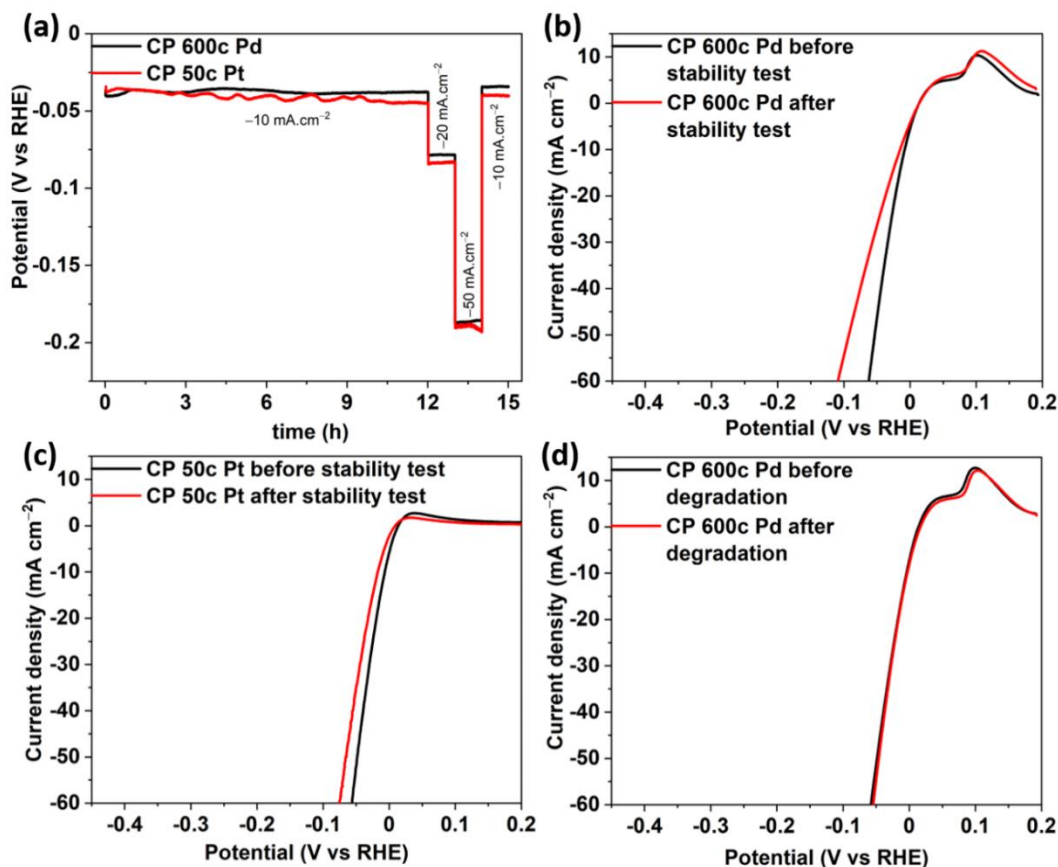 (a)
0
-0.05
-0.1
-0.15
-0.2
Potential (V vs RHE)
CP 600c Pd
CP 50c Pt
−10 mA.cm⁻²
−20 mA.cm⁻²
−50 mA.cm⁻²
−10 mA.cm⁻²
0 3 6 9 12 15
time (h)
(b)
10
0
-10
-20
-30
-40
-50
-60
Current density (mA cm⁻²)
CP 600c Pd before
stability test
CP 600c Pd after
stability test
-0.4 -0.3 -0.2 -0.1 0 0.1 0.2
Potential (V vs RHE)
(c)
10
0
-10
-20
-30
-40
-50
-60
Current density (mA cm⁻²)
CP 50c Pt before stability test
CP 50c Pt after stability test
-0.4 -0.3 -0.2 -0.1 0 0.1 0.2
Potential (V vs RHE)
(d)
10
0
-10
-20
-30
-40
-50
-60
Current density (mA cm⁻²)
CP 600c Pd before
degradation
CP 600c Pd after
degradation
-0.4 -0.3 -0.2 -0.1 0 0.1 0.2
Potential (V vs RHE)